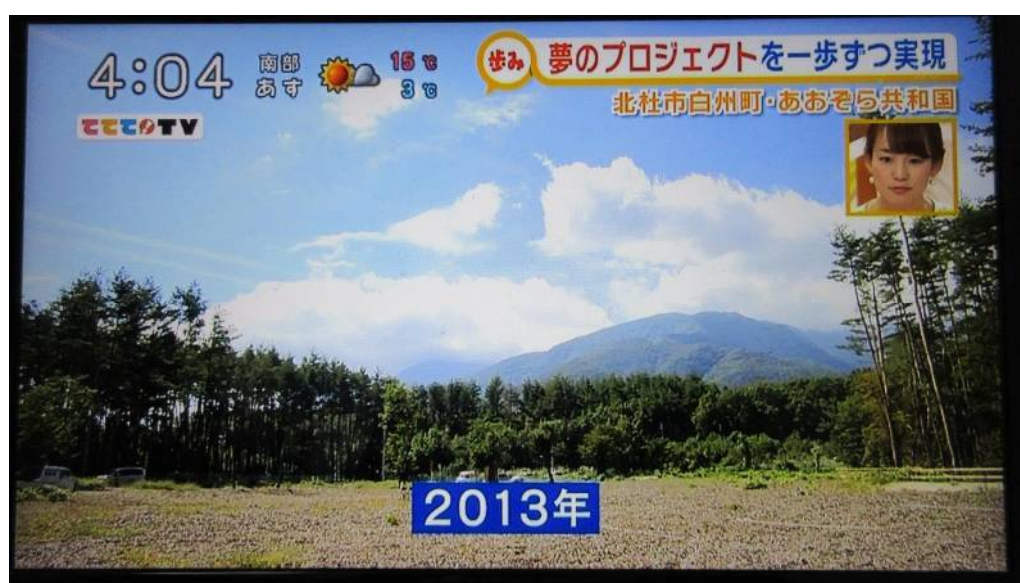 4:04
南部
あす
15℃
3℃
てててTV
歩み
夢のプロジェクトを一歩ずつ実現
北杜市白州町・あおぞら共和国
2013年